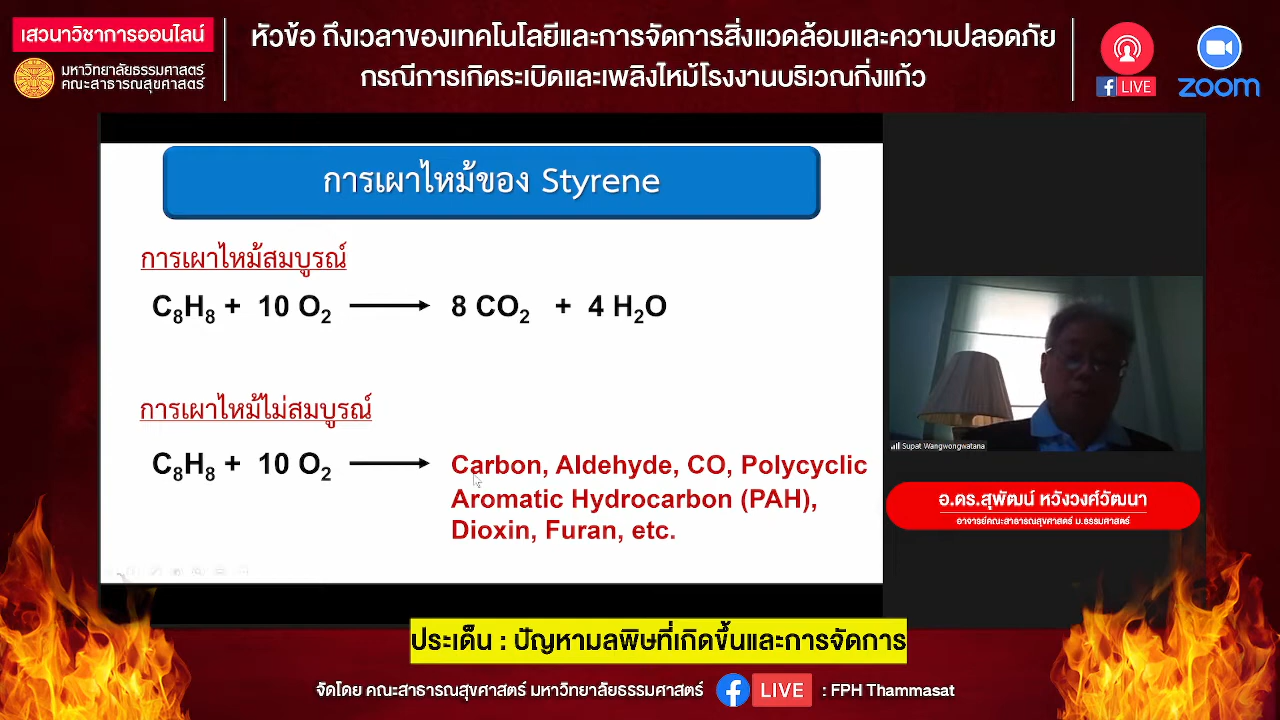 เสวนาวิชาการออนไลน์
มหาวิทยาลัยธรรมศาสตร์
คณะสาธารณสุขศาสตร์
หัวข้อ ถึงเวลาของเทคโนโลยีและการจัดการสิ่งแวดล้อมและความปลอดภัย
กรณีการเกิดระเบิดและเพลิงไหม้โรงงานบริเวณกิ่งแก้ว
LIVE
zoom
การเผาไหม้ของ Styrene
การเผาไหม้สมบูรณ์
C₈H₈ + 10 O₂ ⟶ 8 CO₂ + 4 H₂O
การเผาไหม้ไม่สมบูรณ์
C₈H₈ + 10 O₂ ⟶ Carbon, Aldehyde, CO, Polycyclic
Aromatic Hydrocarbon (PAH),
Dioxin, Furan, etc.
Supat Wangwongwatana
อ.ดร.สุพัฒน์ หวังวงศ์วัฒนา
อาจารย์คณะสาธารณสุขศาสตร์ ม.ธรรมศาสตร์
ประเด็น : ปัญหามลพิษที่เกิดขึ้นและการจัดการ
จัดโดย คณะสาธารณสุขศาสตร์ มหาวิทยาลัยธรรมศาสตร์ LIVE : FPH Thammasat